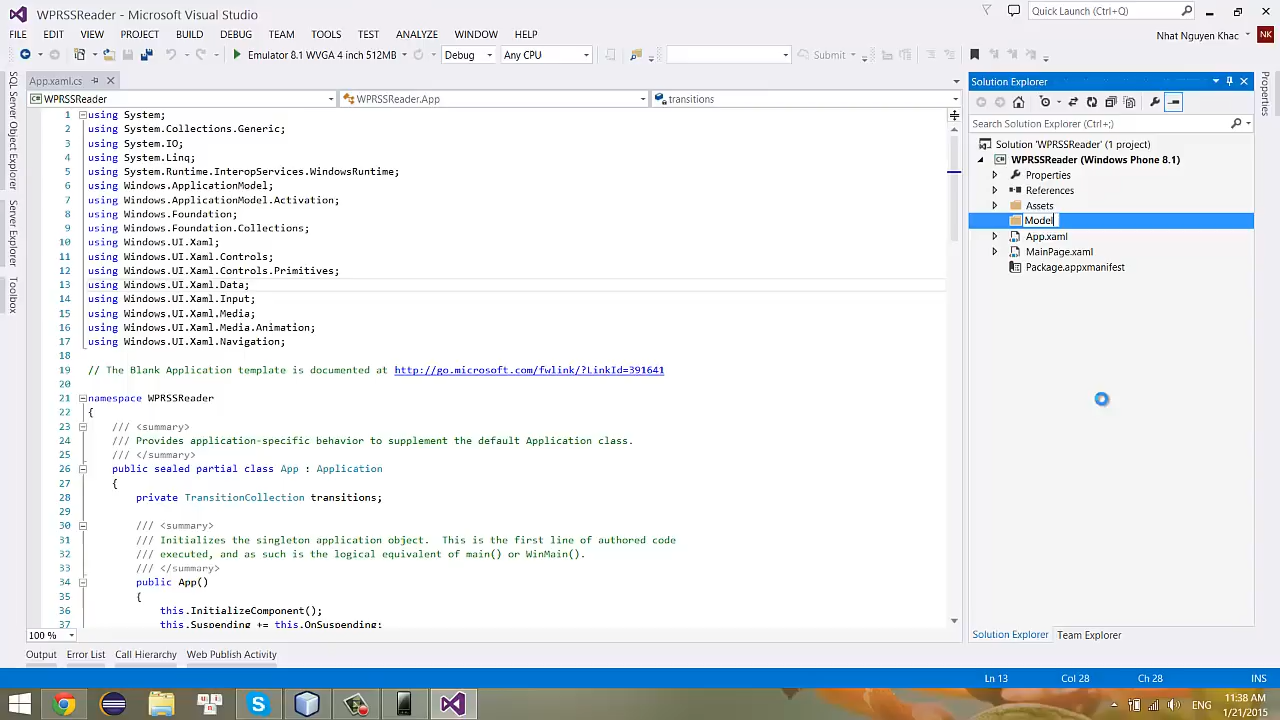 WPRSSReader - Microsoft Visual Studio
Quick Launch (Ctrl+Q)
FILE EDIT VIEW PROJECT BUILD DEBUG TEAM TOOLS TEST ANALYZE WINDOW HELP
Nhat Nguyen Khac NK
Emulator 8.1 WVGA 4 inch 512MB Debug Any CPU Submit
SQL Server Object Explorer
Server Explorer
Toolbox
App.xaml.cs
WPRSSReader WPRSSReader.App transitions
1 using System;
2 using System.Collections.Generic;
3 using System.IO;
4 using System.Linq;
5 using System.Runtime.InteropServices.WindowsRuntime;
6 using Windows.ApplicationModel;
7 using Windows.ApplicationModel.Activation;
8 using Windows.Foundation;
9 using Windows.Foundation.Collections;
10 using Windows.UI.Xaml;
11 using Windows.UI.Xaml.Controls;
12 using Windows.UI.Xaml.Controls.Primitives;
13 using Windows.UI.Xaml.Data;
14 using Windows.UI.Xaml.Input;
15 using Windows.UI.Xaml.Media;
16 using Windows.UI.Xaml.Media.Animation;
17 using Windows.UI.Xaml.Navigation;
18
19 // The Blank Application template is documented at http://go.microsoft.com/fwlink/?LinkId=391641
20
21 namespace WPRSSReader
22 {
23 /// <summary>
24 /// Provides application-specific behavior to supplement the default Application class.
25 /// </summary>
26 public sealed partial class App : Application
27 {
28 private TransitionCollection transitions;
29
30 /// <summary>
31 /// Initializes the singleton application object. This is the first line of authored code
32 /// executed, and as such is the logical equivalent of main() or WinMain().
33 /// </summary>
34 public App()
35 {
36 this.InitializeComponent();
37 this.Suspending += this.OnSuspending;
100 %
Solution Explorer
Search Solution Explorer (Ctrl+;)
Solution 'WPRSSReader' (1 project)
WPRSSReader (Windows Phone 8.1)
Properties
References
Assets
Model
App.xaml
MainPage.xaml
Package.appxmanifest
Solution Explorer Team Explorer
Properties
Output Error List Call Hierarchy Web Publish Activity
Ln 13 Col 28 Ch 28 INS
ENG
11:38 AM
1/21/2015